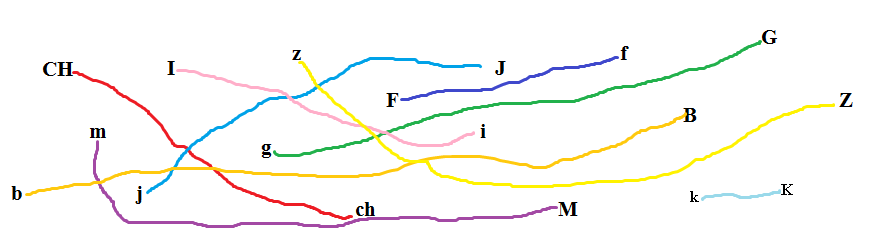 G
z f
CH I J
F Z
B
m i
g
b j k K
ch M